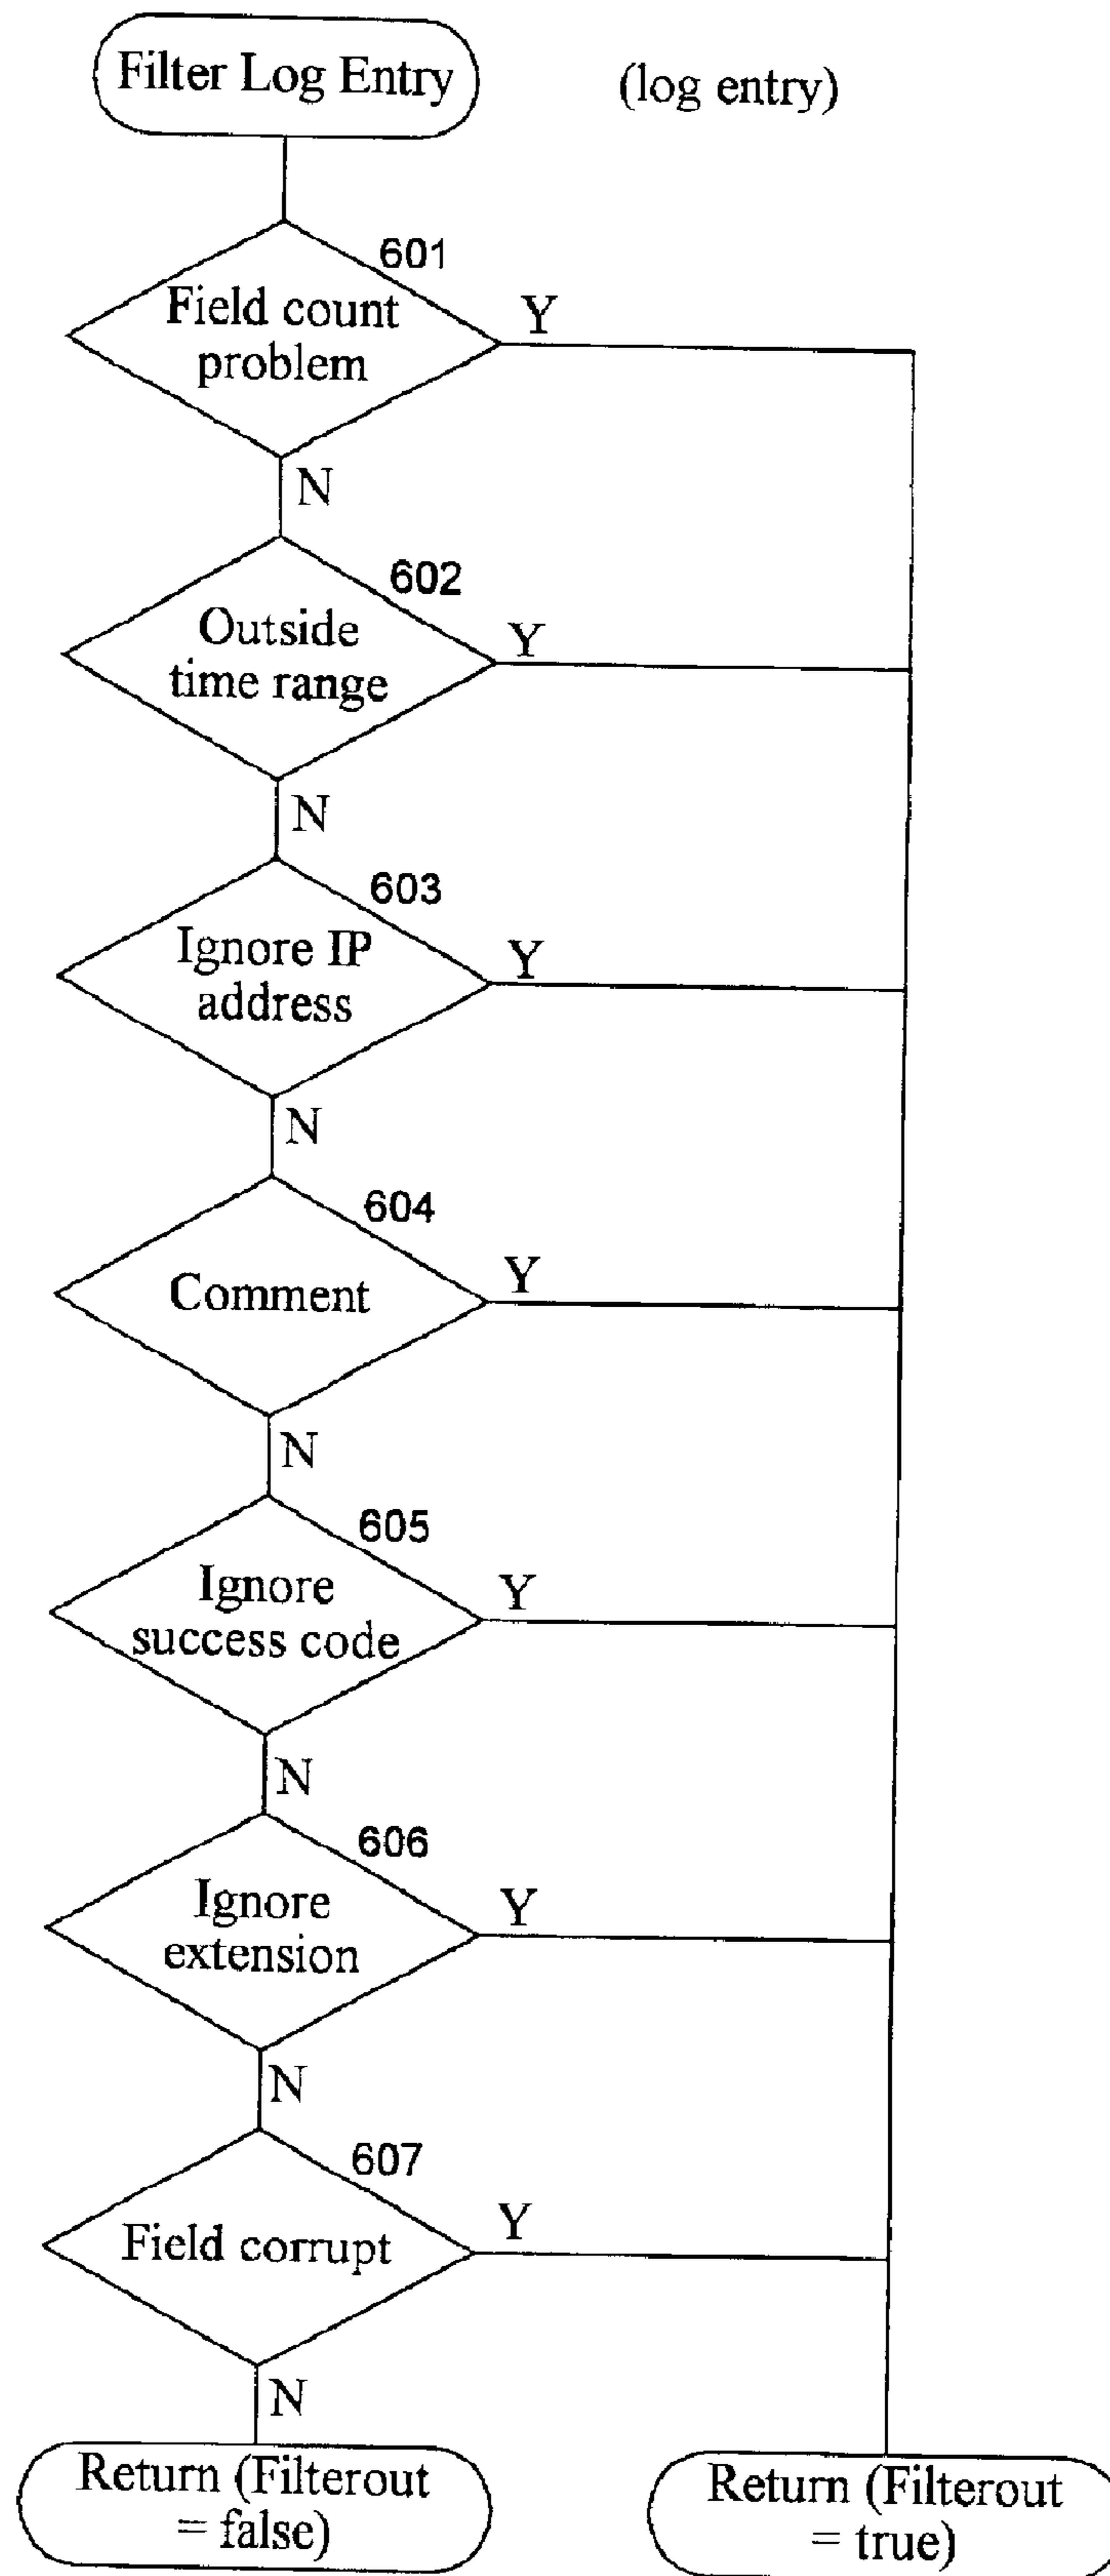 Filter Log Entry
(log entry)
601
Field count
problem
Y
N
602
Outside
time range
Y
N
603
Ignore IP
address
Y
N
604
Comment
Y
N
605
Ignore
success code
Y
N
606
Ignore
extension
Y
N
607
Field corrupt
Y
N
Return (Filterout
= false)
Return (Filterout
= true)